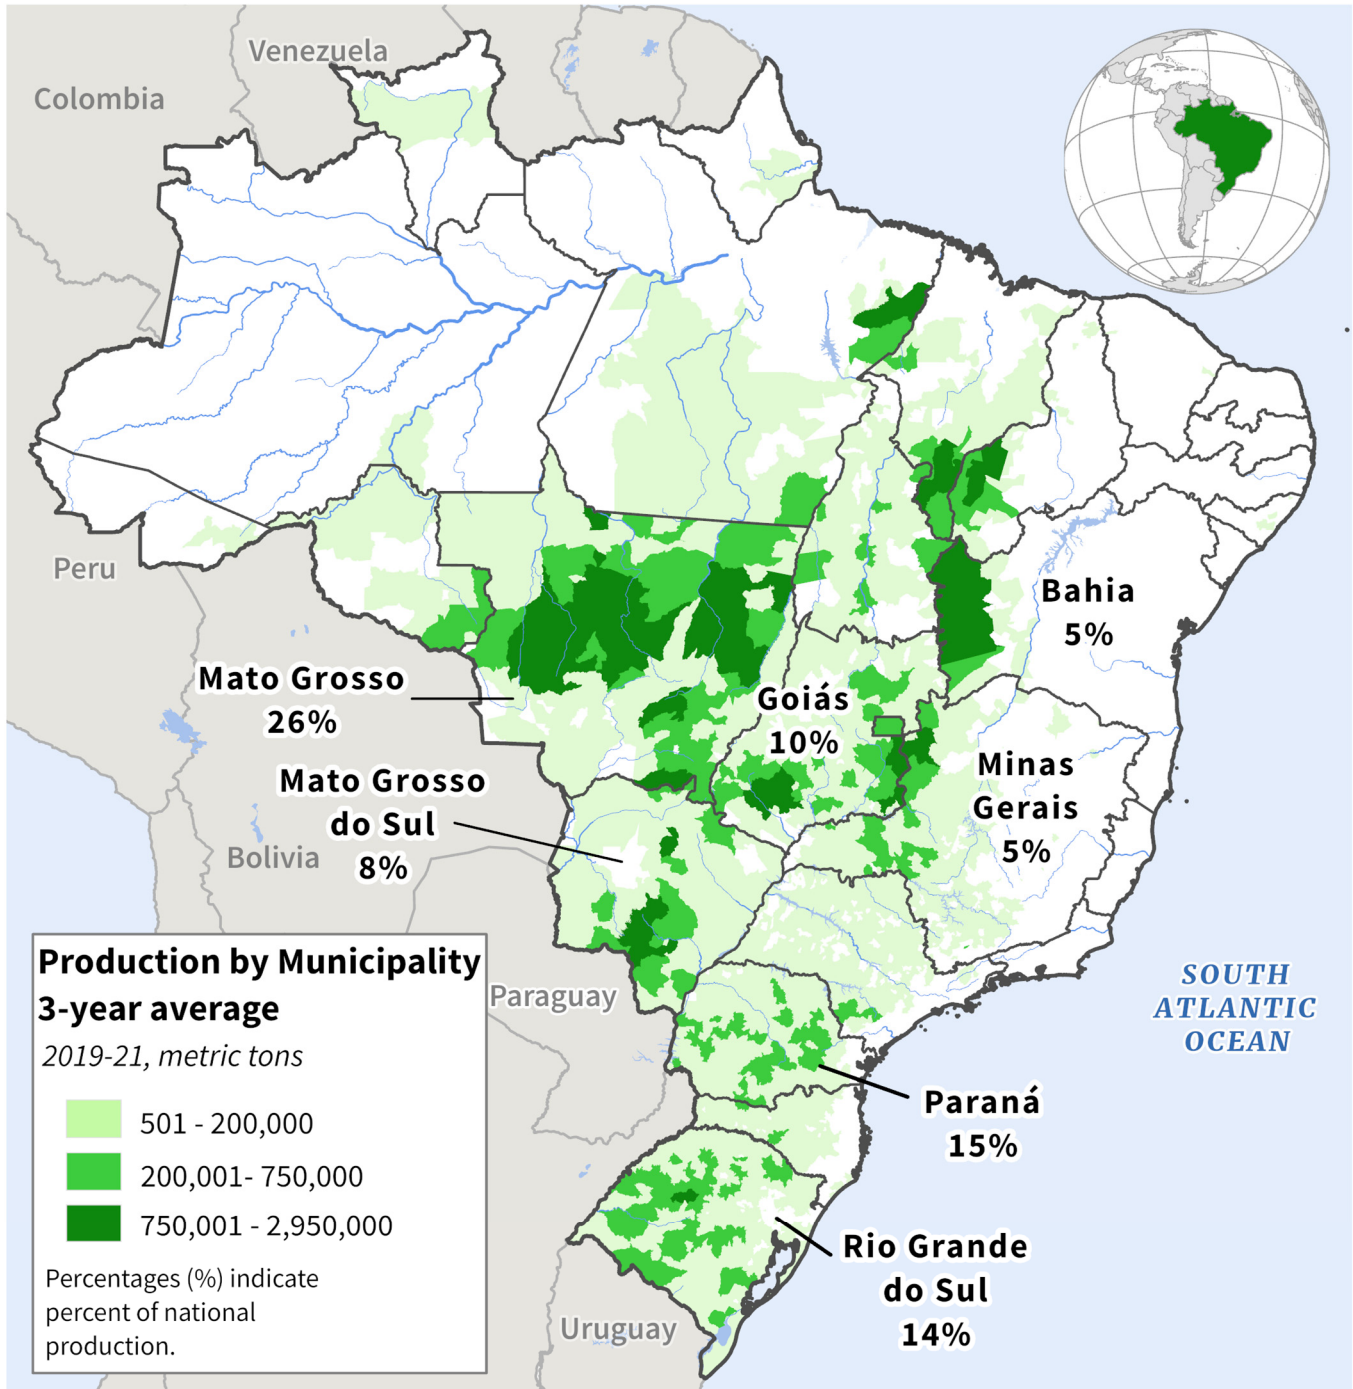 Venezuela
Colombia
Peru
Bahia
5%
Mato Grosso
26%
Goiás
10%
Minas
Gerais
5%
Mato Grosso
do Sul
8%
Bolivia
Production by Municipality
3-year average
2019-21, metric tons
501 - 200,000
200,001- 750,000
750,001 - 2,950,000
Percentages (%) indicate
percent of national
production.
Paraguay
SOUTH
ATLANTIC
OCEAN
Paraná
15%
Rio Grande
do Sul
14%
Uruguay